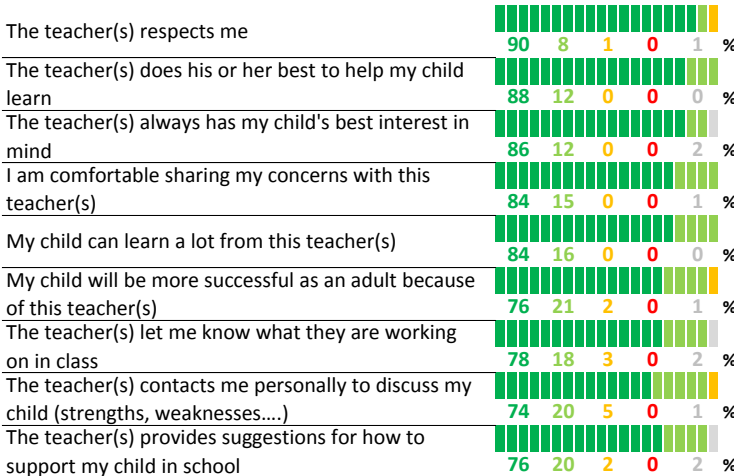 The teacher(s) respects me
90 8 1 0 1 %
The teacher(s) does his or her best to help my child
learn
88 12 0 0 0 %
The teacher(s) always has my child's best interest in
mind
86 12 0 0 2 %
I am comfortable sharing my concerns with this
teacher(s)
84 15 0 0 1 %
My child can learn a lot from this teacher(s)
84 16 0 0 0 %
My child will be more successful as an adult because
of this teacher(s)
76 21 2 0 1 %
The teacher(s) let me know what they are working
on in class
78 18 3 0 2 %
The teacher(s) contacts me personally to discuss my
child (strengths, weaknesses....)
74 20 5 0 1 %
The teacher(s) provides suggestions for how to
support my child in school
76 20 2 0 2 %